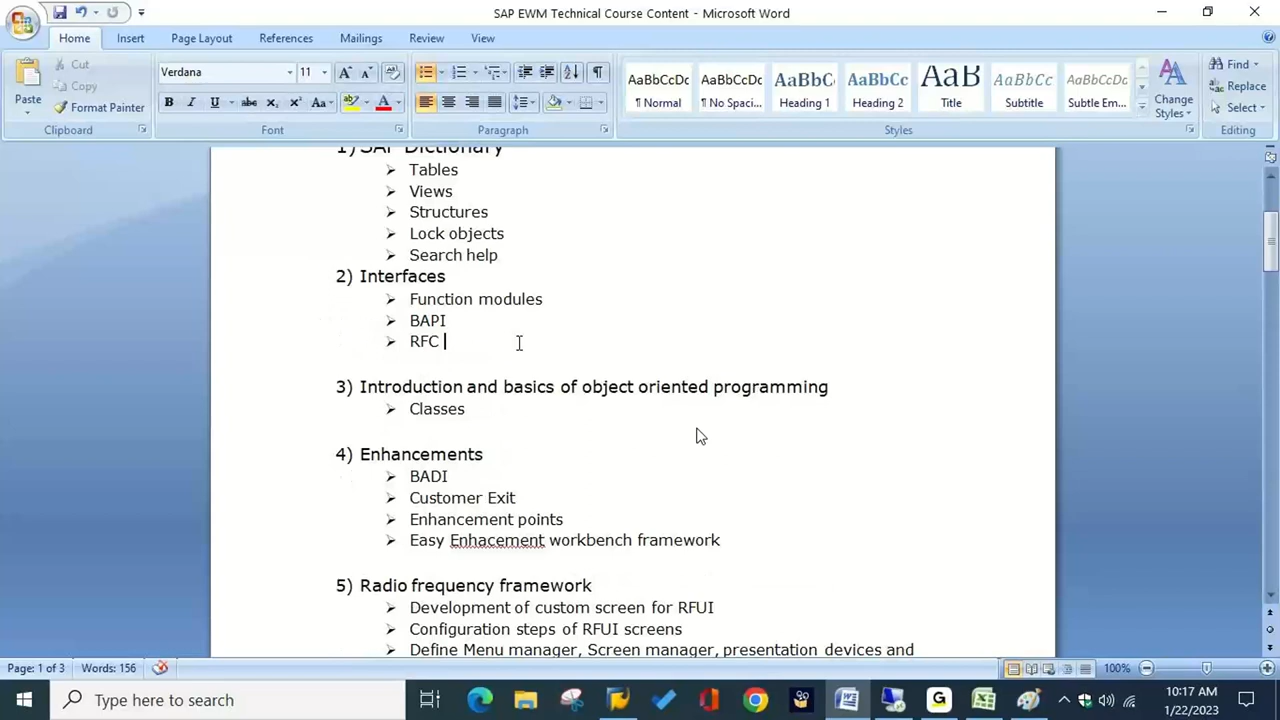 SAP EWM Technical Course Content - Microsoft Word
Home Insert Page Layout References Mailings Review View
Paste
Cut
Copy
Format Painter
Clipboard
Verdana 11
Font
Paragraph
AaBbCcDc AaBbCcDc AaBbC AaBbCc AaB AaBbCc AaBbCcDc
¶ Normal ¶ No Spaci... Heading 1 Heading 2 Title Subtitle Subtle Em...
Change Styles
Styles
Find
Replace
Select
Editing
1) SAP Dictionary
Tables
Views
Structures
Lock objects
Search help
2) Interfaces
Function modules
BAPI
RFC
3) Introduction and basics of object oriented programming
Classes
4) Enhancements
BADI
Customer Exit
Enhancement points
Easy Enhacement workbench framework
5) Radio frequency framework
Development of custom screen for RFUI
Configuration steps of RFUI screens
Define Menu manager, Screen manager, presentation devices and
Page: 1 of 3 Words: 156 100%
Type here to search
10:17 AM
1/22/2023